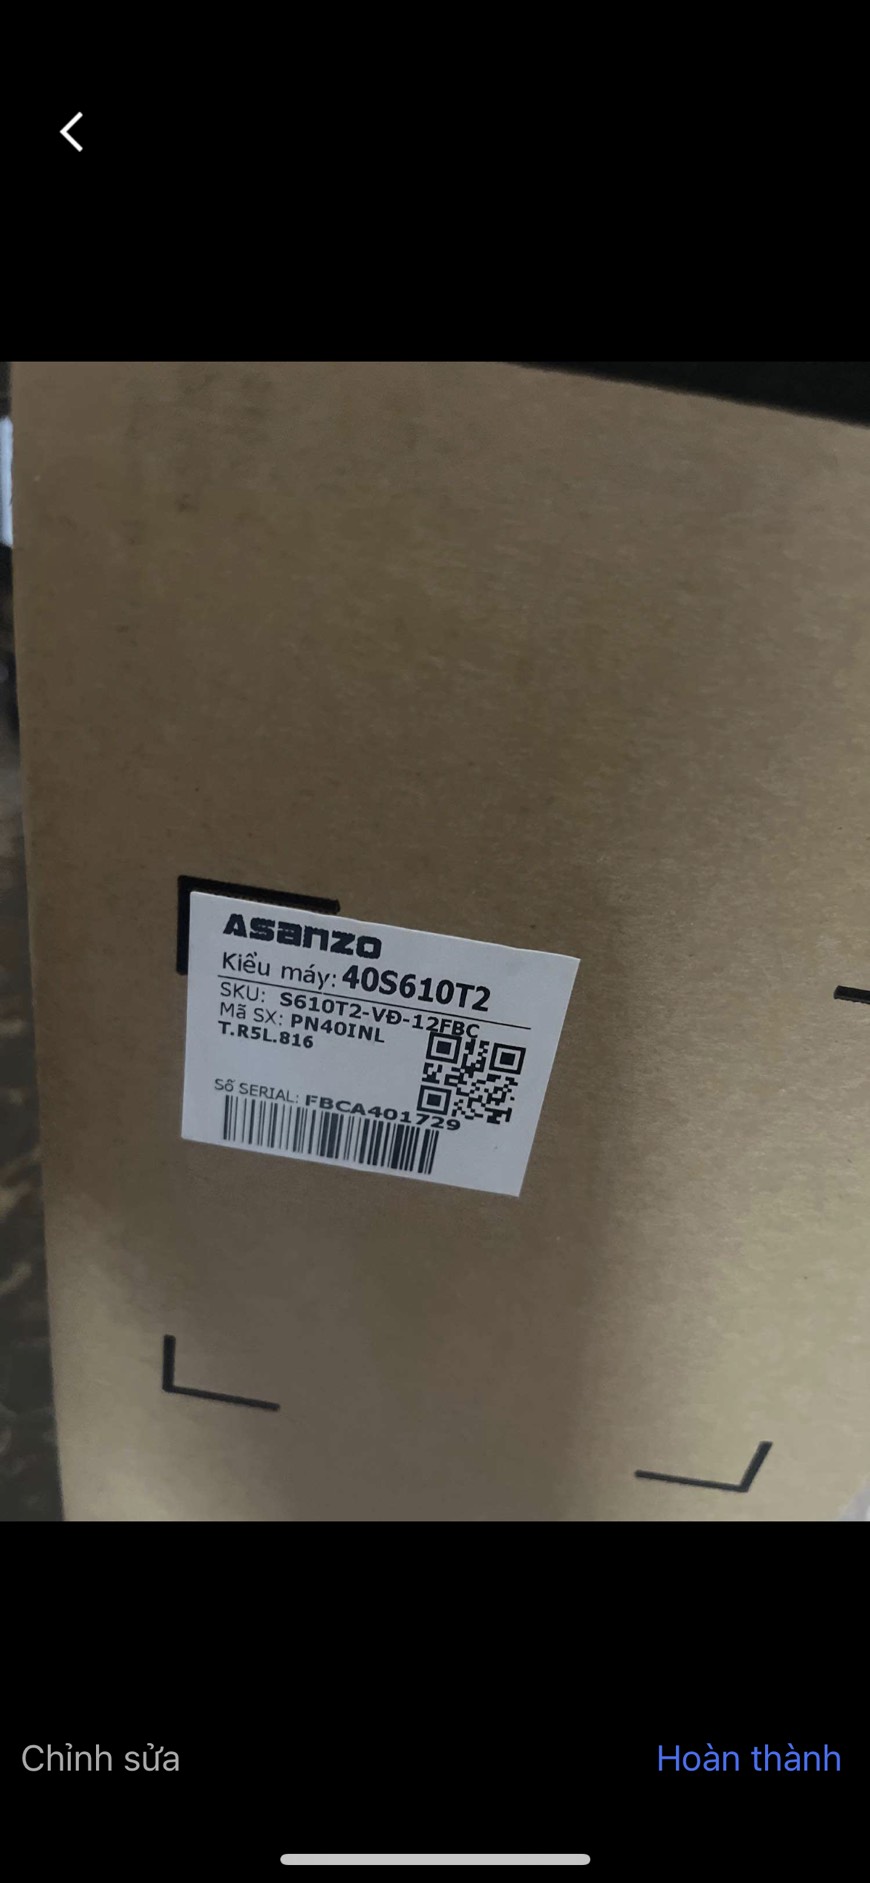 Asanzo
Kiểu máy: 40S610T2
SKU: S610T2-VĐ-12FBC
Mã SX: PN40INL
T.R5L.816
Số SERIAL: FBCA401729
Chỉnh sửa
Hoàn thành